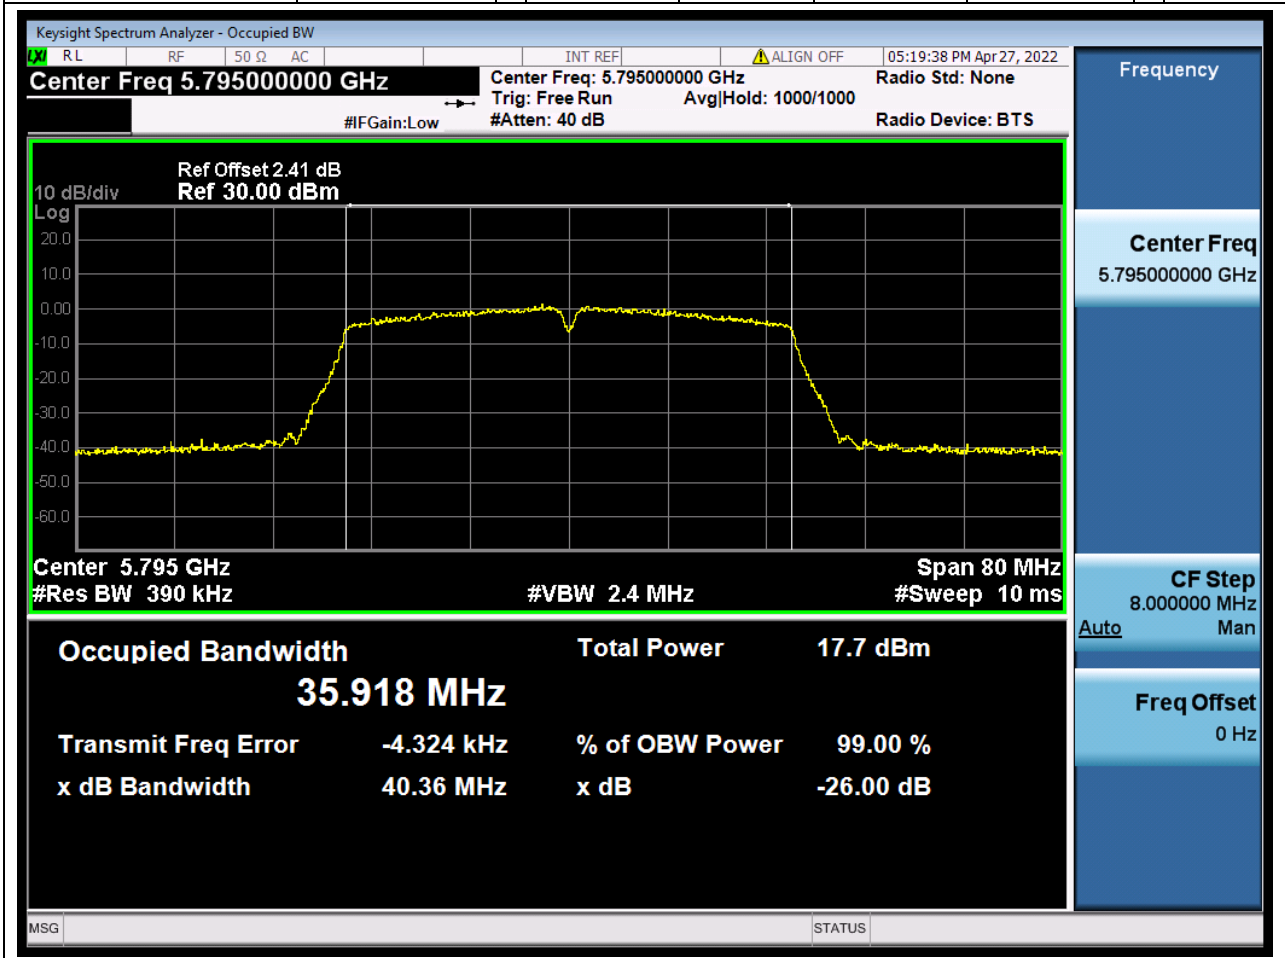 Keysight Spectrum Analyzer - Occupied BW
LXI RL RF 50 Ω AC INT REF ALIGN OFF 05:19:38 PM Apr 27, 2022
Center Freq 5.795000000 GHz
Center Freq: 5.795000000 GHz Radio Std: None
Trig: Free Run Avg|Hold: 1000/1000
#IFGain:Low #Atten: 40 dB Radio Device: BTS
Ref Offset 2.41 dB
10 dB/div Ref 30.00 dBm
Log
20.0
10.0
0.00
-10.0
-20.0
-30.0
-40.0
-50.0
-60.0
Center 5.795 GHz Span 80 MHz
#Res BW 390 kHz #VBW 2.4 MHz #Sweep 10 ms
Occupied Bandwidth Total Power 17.7 dBm
35.918 MHz
Transmit Freq Error -4.324 kHz % of OBW Power 99.00 %
x dB Bandwidth 40.36 MHz x dB -26.00 dB
MSG STATUS
Frequency
Center Freq
5.795000000 GHz
CF Step
8.000000 MHz
Auto Man
Freq Offset
0 Hz